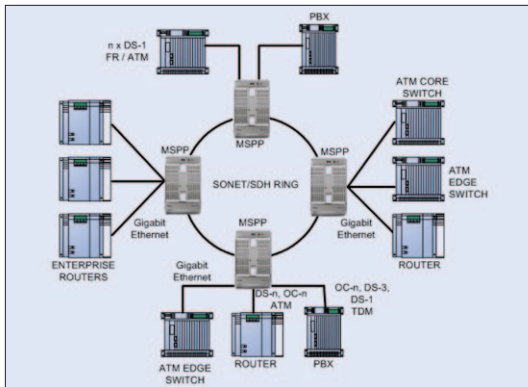 PBX
n x DS-1
FR / ATM
ATM CORE
SWITCH
MSPP
MSPP
MSPP
SONET/SDH RING
ATM
EDGE
SWITCH
MSPP
Gigabit
Ethernet
Gigabit
Ethernet
ENTERPRISE
ROUTERS
ROUTER
Gigabit
Ethernet
DS-n, OC-n
ATM
OC-n, DS-3,
DS-1
TDM
ATM EDGE
SWITCH
ROUTER
PBX